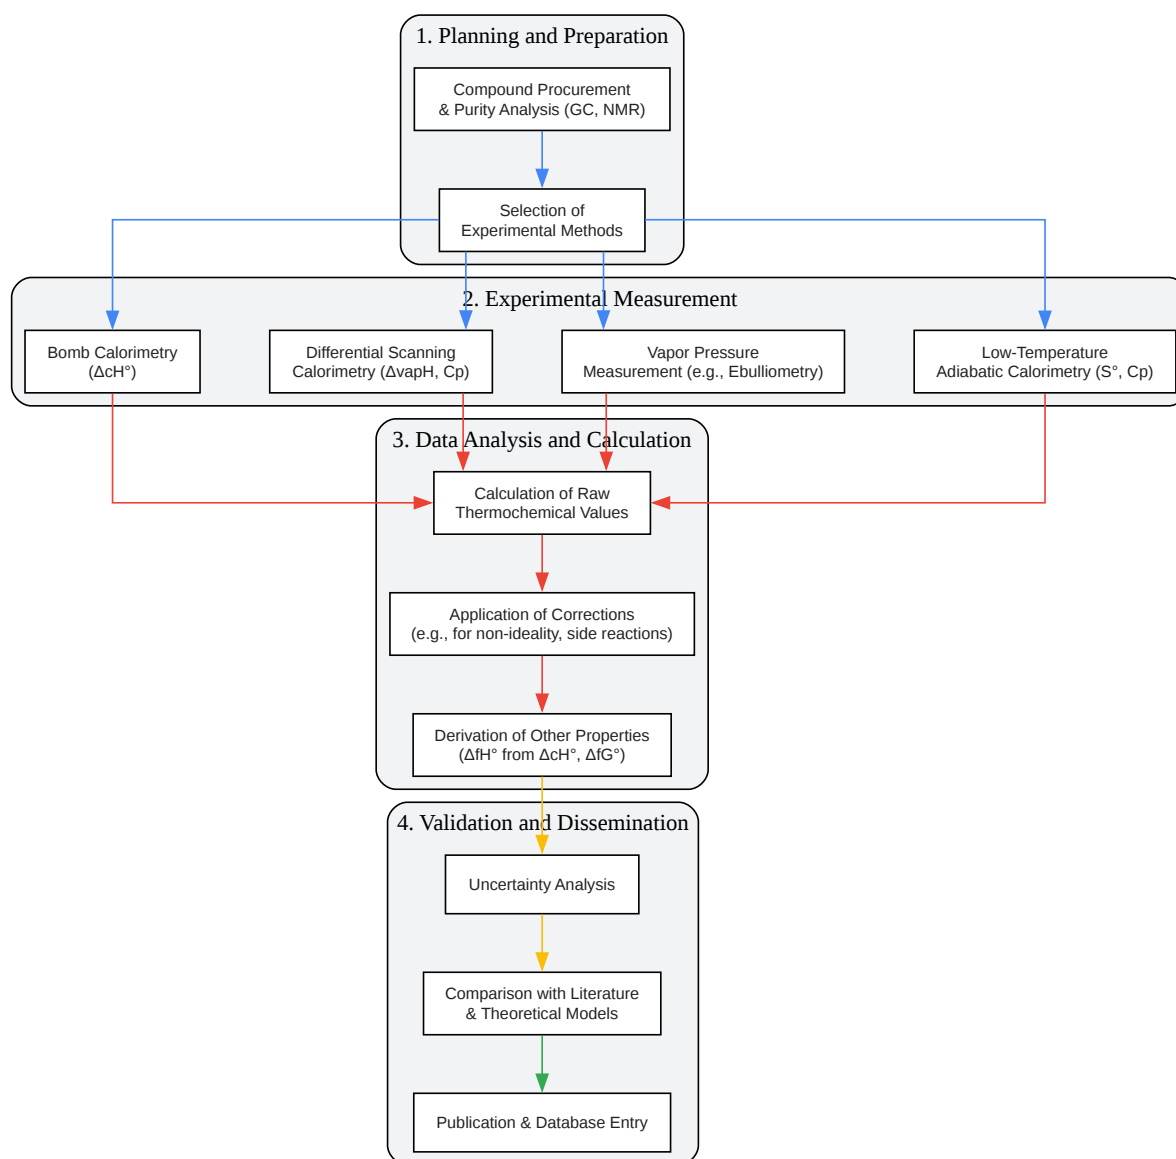 1. Planning and Preparation
Compound Procurement
& Purity Analysis (GC, NMR)
Selection of
Experimental Methods
2. Experimental Measurement
Bomb Calorimetry
(ΔcH°)
Differential Scanning
Calorimetry (ΔvapH, Cp)
Vapor Pressure
Measurement (e.g., Ebulliometry)
Low-Temperature
Adiabatic Calorimetry (S°, Cp)
3. Data Analysis and Calculation
Calculation of Raw
Thermochemical Values
Application of Corrections
(e.g., for non-ideality, side reactions)
Derivation of Other Properties
(ΔfH° from ΔcH°, ΔfG°)
4. Validation and Dissemination
Uncertainty Analysis
Comparison with Literature
& Theoretical Models
Publication & Database Entry